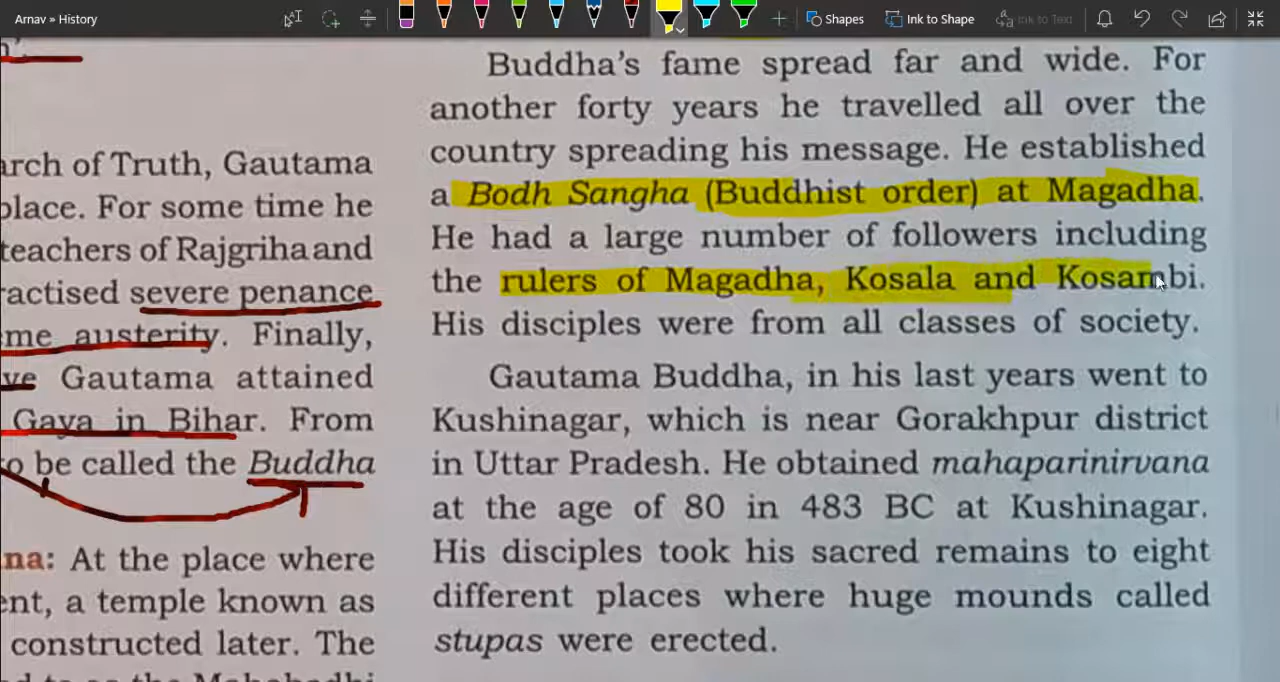 Arnav » History
Shapes
Ink to Shape
Ink to Text
arch of Truth, Gautama
place. For some time he
teachers of Rajgriha and
ractised severe penance
me austerity. Finally,
ve Gautama attained
Gaya in Bihar. From
o be called the Buddha
na: At the place where
ent, a temple known as
constructed later. The
Buddha's fame spread far and wide. For
another forty years he travelled all over the
country spreading his message. He established
a Bodh Sangha (Buddhist order) at Magadha.
He had a large number of followers including
the rulers of Magadha, Kosala and Kosambi.
His disciples were from all classes of society.
Gautama Buddha, in his last years went to
Kushinagar, which is near Gorakhpur district
in Uttar Pradesh. He obtained mahaparinirvana
at the age of 80 in 483 BC at Kushinagar.
His disciples took his sacred remains to eight
different places where huge mounds called
stupas were erected.